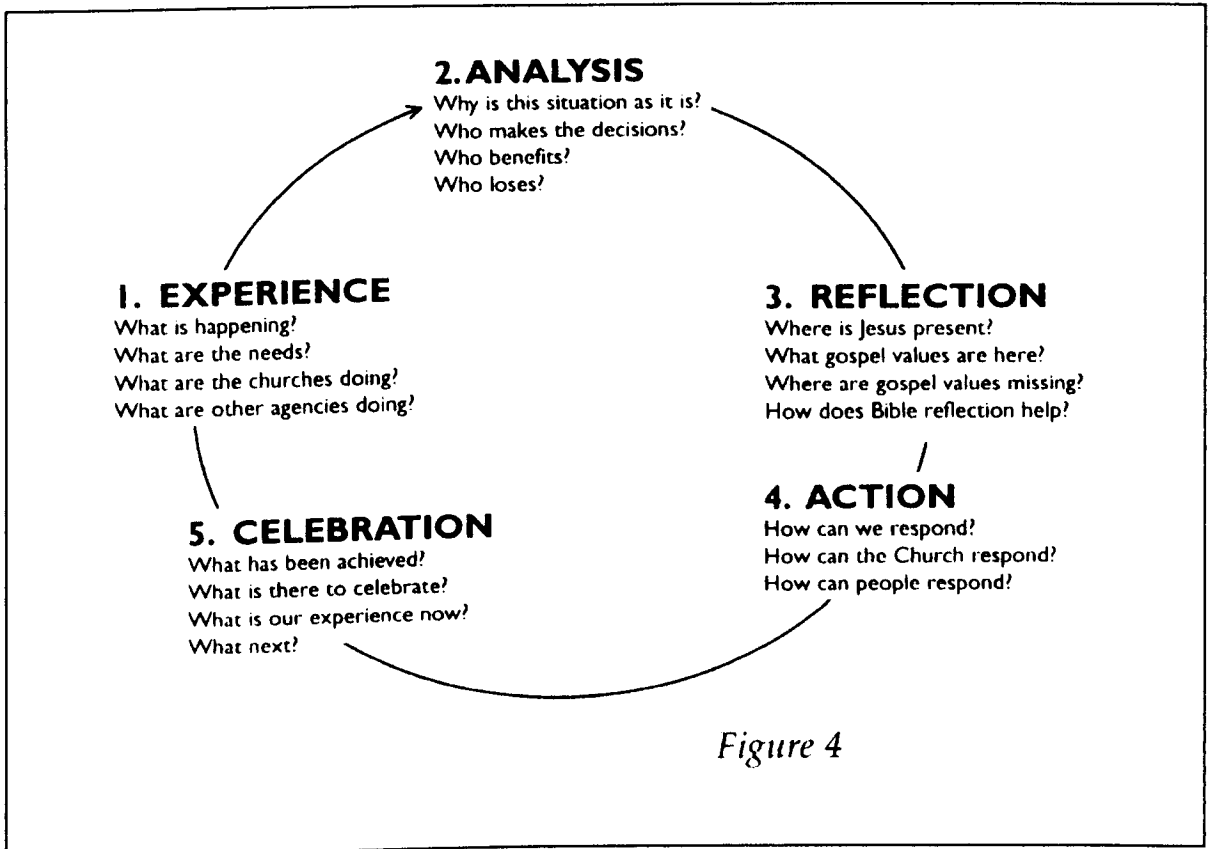 1. EXPERIENCE
What is happening?
What are the needs?
What are the churches doing?
What are other agencies doing?
2. ANALYSIS
Why is this situation as it is?
Who makes the decisions?
Who benefits?
Who loses?
3. REFLECTION
Where is Jesus present?
What gospel values are here?
Where are gospel values missing?
How does Bible reflection help?
4. ACTION
How can we respond?
How can the Church respond?
How can people respond?
5. CELEBRATION
What has been achieved?
What is there to celebrate?
What is our experience now?
What next?
Figure 4